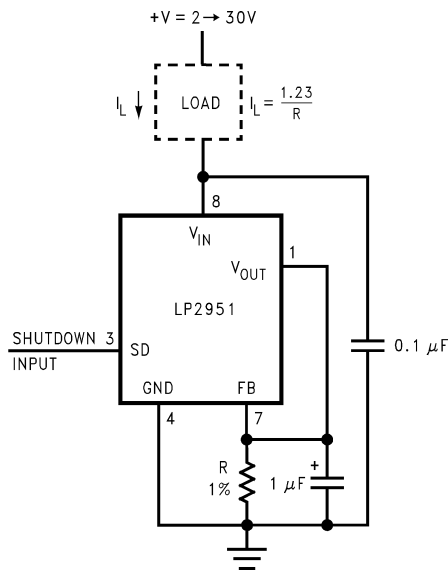 +V = 2 → 30V
I_L ↓
LOAD
I_L = 1.23/R
8
V_IN
1
V_OUT
LP2951
SHUTDOWN 3
INPUT
SD
0.1 µF
GND
FB
4
7
R
1%
+
1 µF